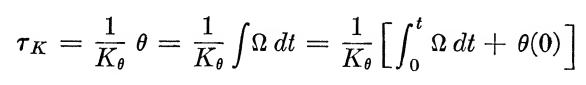 τ_K = 1/K_θ θ = 1/K_θ ∫Ω dt = 1/K_θ [∫_0^t Ω dt + θ(0)]